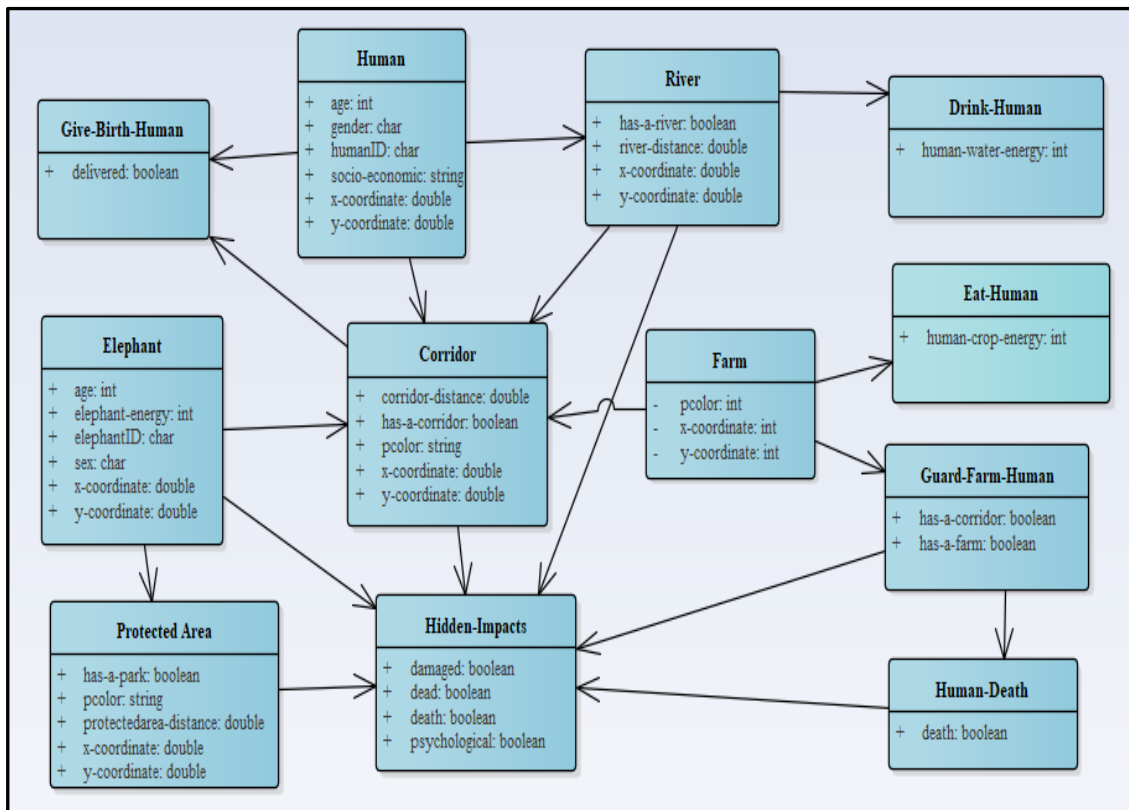 Human
+ age: int
+ gender: char
+ humanID: char
+ socio-economic: string
+ x-coordinate: double
+ y-coordinate: double
River
+ has-a-river: boolean
+ river-distance: double
+ x-coordinate: double
+ y-coordinate: double
Drink-Human
+ human-water-energy: int
Give-Birth-Human
+ delivered: boolean
Eat-Human
+ human-crop-energy: int
Elephant
+ age: int
+ elephant-energy: int
+ elephantID: char
+ sex: char
+ x-coordinate: double
+ y-coordinate: double
Corridor
+ corridor-distance: double
+ has-a-corridor: boolean
+ pcolor: string
+ x-coordinate: double
+ y-coordinate: double
Farm
- pcolor: int
- x-coordinate: int
- y-coordinate: int
Guard-Farm-Human
+ has-a-corridor: boolean
+ has-a-farm: boolean
Protected Area
+ has-a-park: boolean
+ pcolor: string
+ protectedarea-distance: double
+ x-coordinate: double
+ y-coordinate: double
Hidden-Impacts
+ damaged: boolean
+ dead: boolean
+ death: boolean
+ psychological: boolean
Human-Death
+ death: boolean